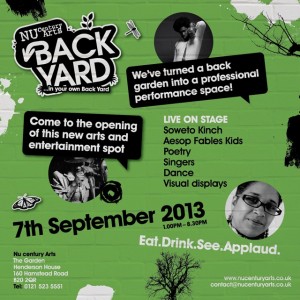 NU century Arts
BACK
YARD
...in your own Back Yard
We've turned a back
garden into a professional
performance space!
Come to the opening
of this new arts and
entertainment spot
LIVE ON STAGE
Soweto Kinch
Aesop Fables Kids
Poetry
Singers
Dance
Visual displays
7th September 2013
1.00PM - 8.30PM
Eat.Drink.See.Applaud.
Nu century Arts
The Garden
Henderson House
160 Hamstead Road
B20 2QR
Tel: 0121 523 5551
www.nucenturyarts.co.uk
contact@nucenturyarts.co.uk